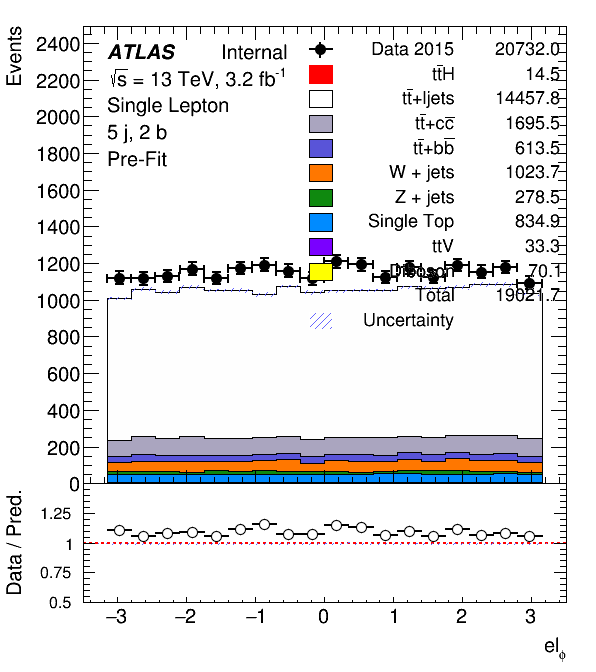 Events
2400
2200
2000
1800
1600
1400
1200
1000
800
600
400
200
0
ATLAS Internal
√s = 13 TeV, 3.2 fb-1
Single Lepton
5 j, 2 b
Pre-Fit
Data 2015 20732.0
tt̄H 14.5
tt̄+ljets 14457.8
tt̄+cc̄ 1695.5
tt̄+bb̄ 613.5
W + jets 1023.7
Z + jets 278.5
Single Top 834.9
ttV 33.3
Diboson 70.1
Total 19021.7
Uncertainty
Data / Pred.
1.25
1
0.75
0.5
−3 −2 −1 0 1 2 3
elϕ